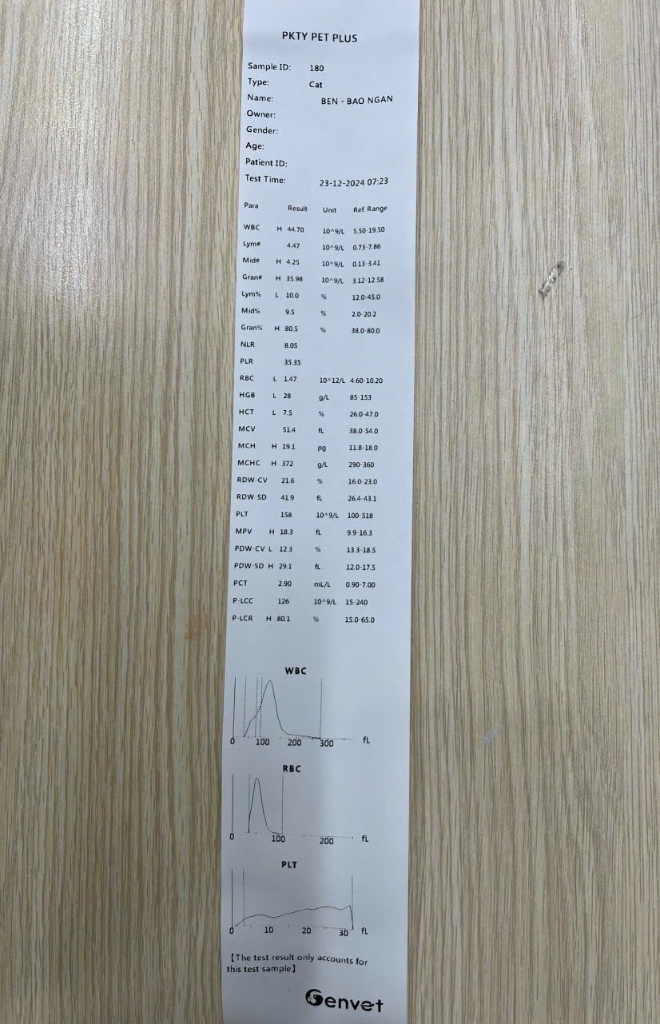 PKTY PET PLUS
Sample ID: 180
Type: Cat
Name: BEN - BAO NGAN
Owner:
Gender:
Age:
Patient ID:
Test Time: 23-12-2024 07:23
Para Result Unit Ref Range
WBC H 44.70 10^9/L 5.50-19.50
Lym# 4.47 10^9/L 0.73-7.86
Mid# H 4.25 10^9/L 0.13-3.41
Gran# H 35.98 10^9/L 3.12-12.58
Lym% L 10.0 % 12.0-45.0
Mid% 9.5 % 2.0-20.2
Gran% H 80.5 % 38.0-80.0
NLR 8.05
PLR 35.35
RBC L 1.47 10^12/L 4.60-10.20
HGB L 28 g/L 85-153
HCT L 7.5 % 26.0-47.0
MCV 51.4 fL 38.0-54.0
MCH H 19.1 pg 11.8-18.0
MCHC H 372 g/L 290-360
RDW-CV 21.6 % 16.0-23.0
RDW-SD 41.9 fL 26.4-43.1
PLT 158 10^9/L 100-518
MPV H 18.3 fL 9.9-16.3
PDW-CV L 12.3 % 13.3-18.5
PDW-SD H 29.1 fL 12.0-17.5
PCT 2.90 mL/L 0.90-7.00
P-LCC 126 10^9/L 15-240
P-LCR H 80.1 % 15.0-65.0
WBC
0 100 200 300 fL
RBC
0 100 200 fL
PLT
0 10 20 30 fL
【The test result only accounts for
this test sample】
Genvet